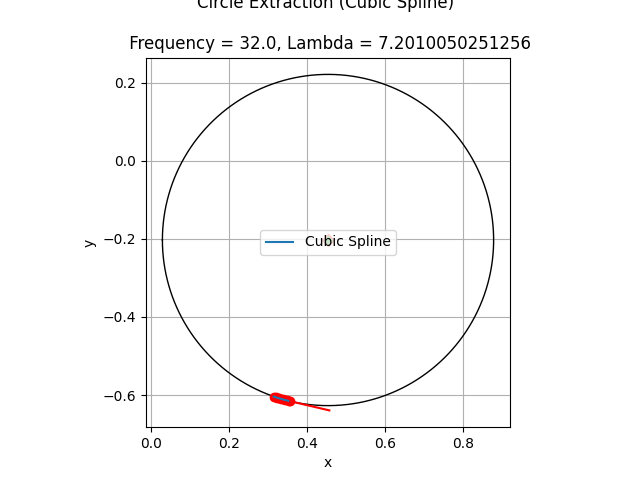 Circle Extraction (Cubic Spline)
Frequency = 32.0, Lambda = 7.2010050251256
0.2
0.0
−0.2
−0.4
−0.6
y
Cubic Spline
0.0 0.2 0.4 0.6 0.8
x